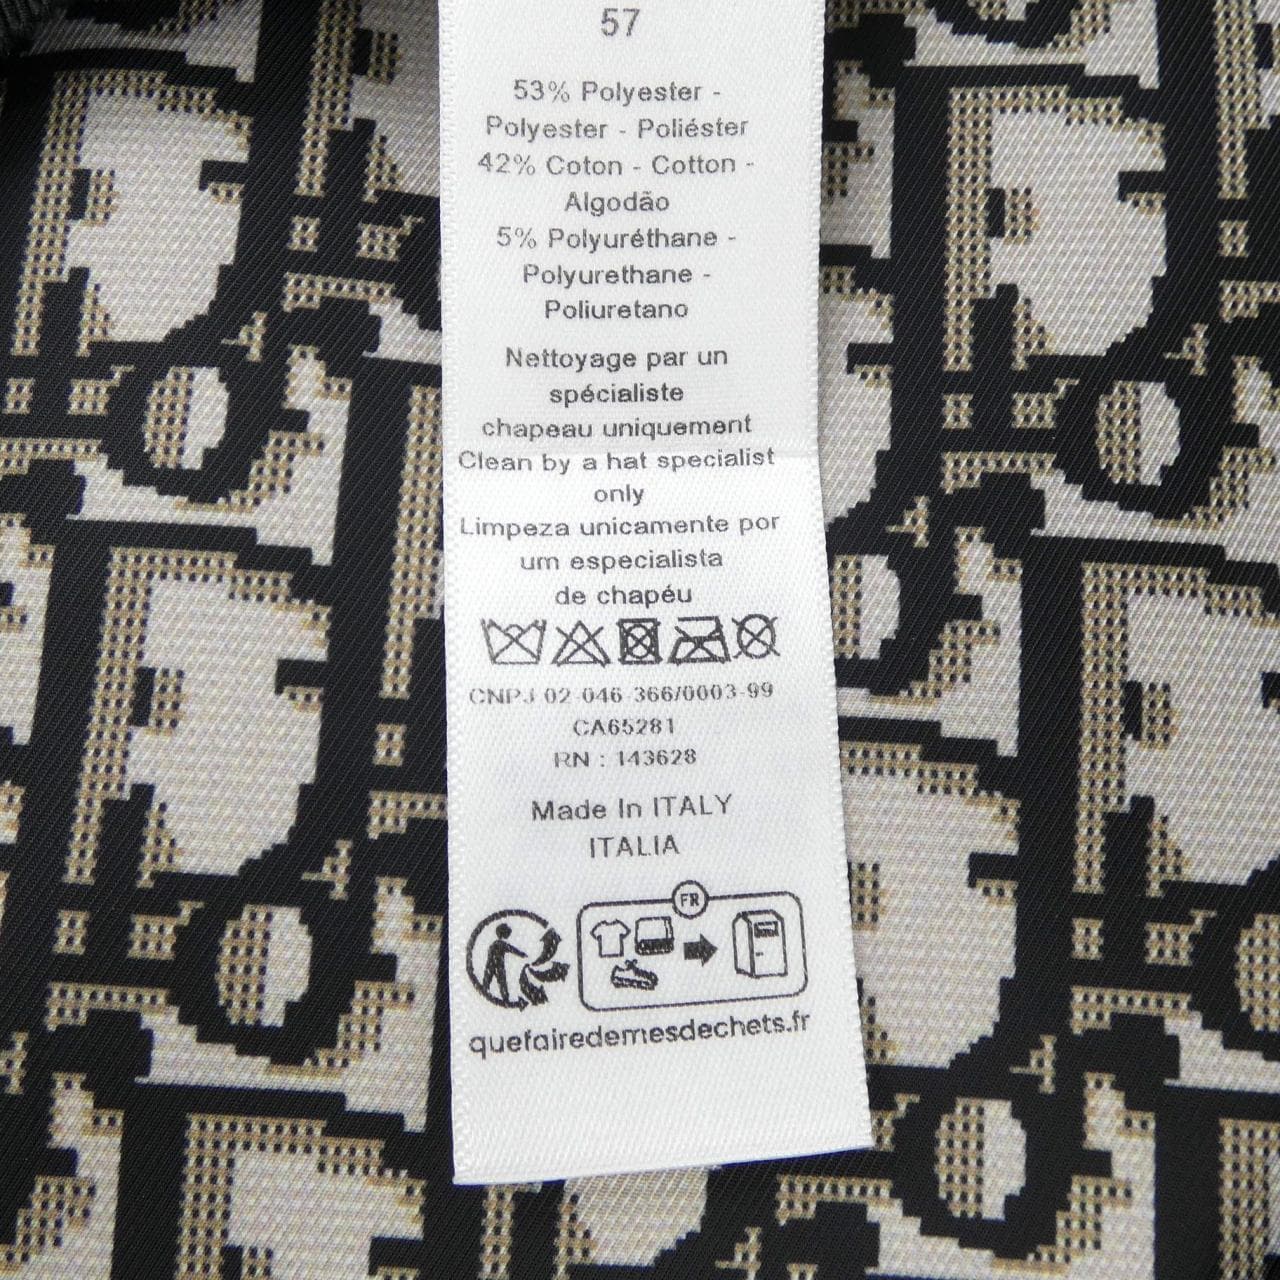 57
53% Polyester -
Polyester - Poliéster
42% Coton - Cotton -
Algodão
5% Polyuréthane -
Polyurethane -
Poliuretano
Nettoyage par un
spécialiste
chapeau uniquement
Clean by a hat specialist
only
Limpeza unicamente por
um especialista
de chapéu
CNPJ 02 046 366/0003-99
CA65281
RN : 143628
Made In ITALY
ITALIA
FR
quefairedemesdechets.fr